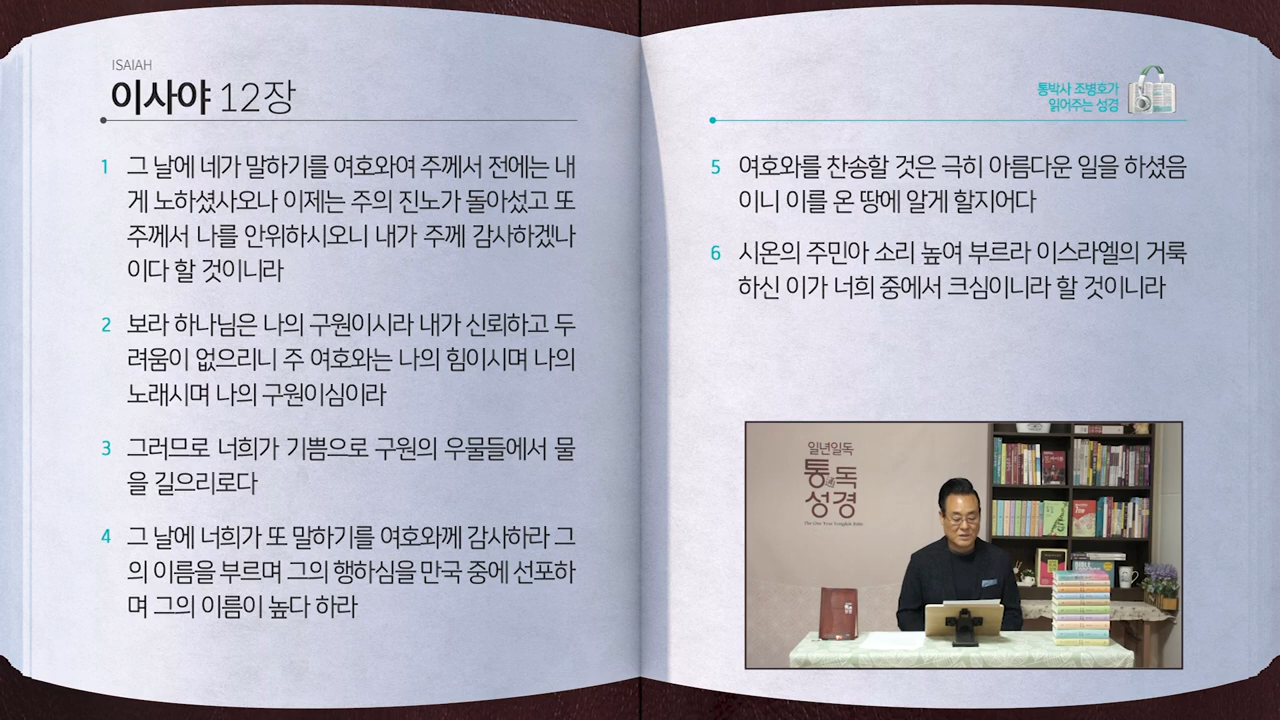 ISAIAH
이사야 12장
1 그 날에 네가 말하기를 여호와여 주께서 전에는 내
게 노하셨사오나 이제는 주의 진노가 돌아섰고 또
주께서 나를 안위하시오니 내가 주께 감사하겠나
이다 할 것이니라
2 보라 하나님은 나의 구원이시라 내가 신뢰하고 두
려움이 없으리니 주 여호와는 나의 힘이시며 나의
노래시며 나의 구원이심이라
3 그러므로 너희가 기쁨으로 구원의 우물들에서 물
을 길으리로다
4 그 날에 너희가 또 말하기를 여호와께 감사하라 그
의 이름을 부르며 그의 행하심을 만국 중에 선포하
며 그의 이름이 높다 하라
통박사 조병호가
읽어주는 성경
5 여호와를 찬송할 것은 극히 아름다운 일을 하셨음
이니 이를 온 땅에 알게 할지어다
6 시온의 주민아 소리 높여 부르라 이스라엘의 거룩
하신 이가 너희 중에서 크심이니라 할 것이니라
일년일독
통독
성경
The One Year Tongdok Bible